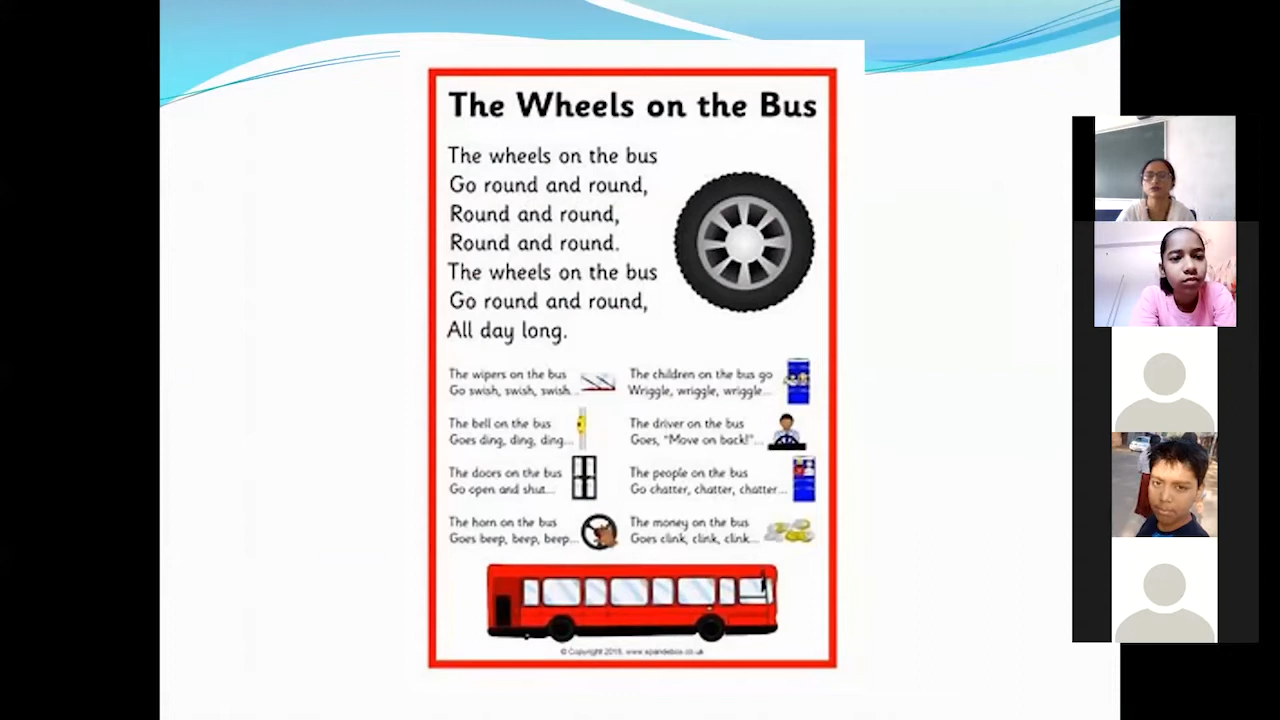 The Wheels on the Bus
The wheels on the bus
Go round and round,
Round and round,
Round and round.
The wheels on the bus
Go round and round,
All day long.
The wipers on the bus
Go swish, swish, swish...
The bell on the bus
Goes ding, ding, ding...
The doors on the bus
Go open and shut...
The horn on the bus
Goes beep, beep, beep...
The children on the bus go
Wriggle, wriggle, wriggle...
The driver on the bus
Goes, "Move on back!"...
The people on the bus
Go chatter, chatter, chatter...
The money on the bus
Goes clink, clink, clink...
© Copyright